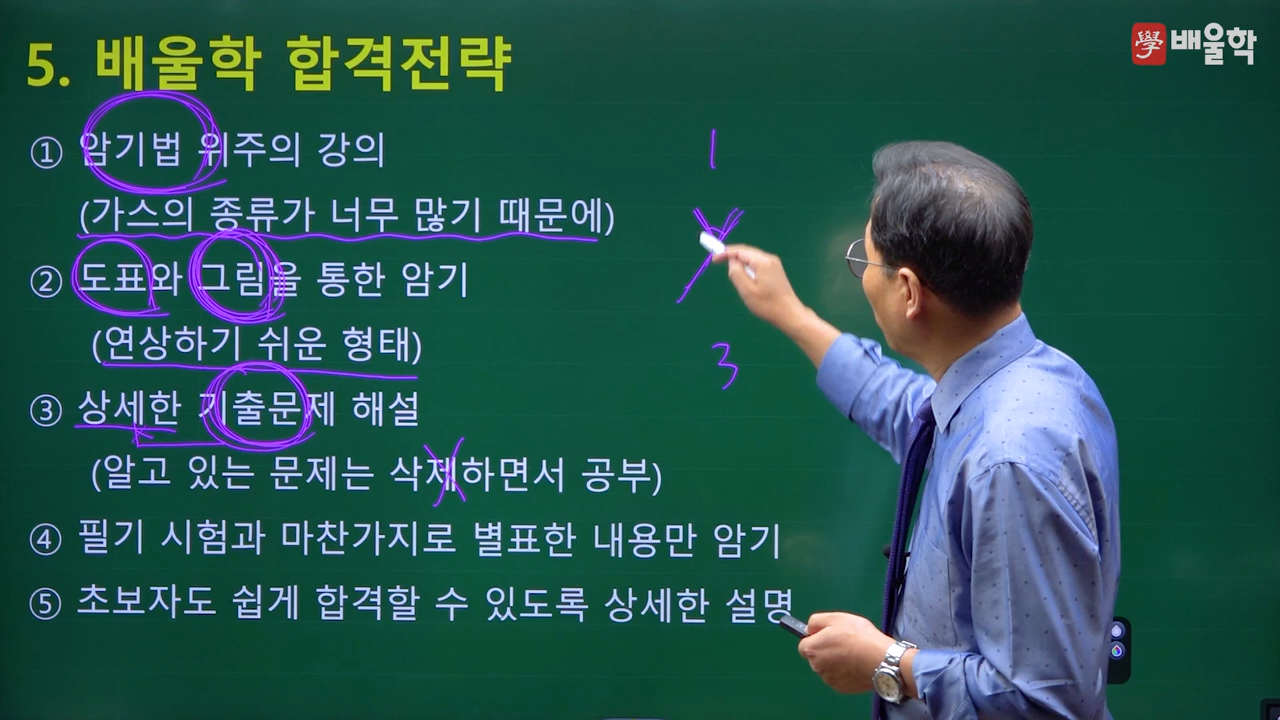 5. 배울학 합격전략
學 배울학
① 암기법 위주의 강의
(가스의 종류가 너무 많기 때문에)
② 도표와 그림을 통한 암기
(연상하기 쉬운 형태)
③ 상세한 기출문제 해설
(알고 있는 문제는 삭제하면서 공부)
④ 필기 시험과 마찬가지로 별표한 내용만 암기
⑤ 초보자도 쉽게 합격할 수 있도록 상세한 설명
1
3